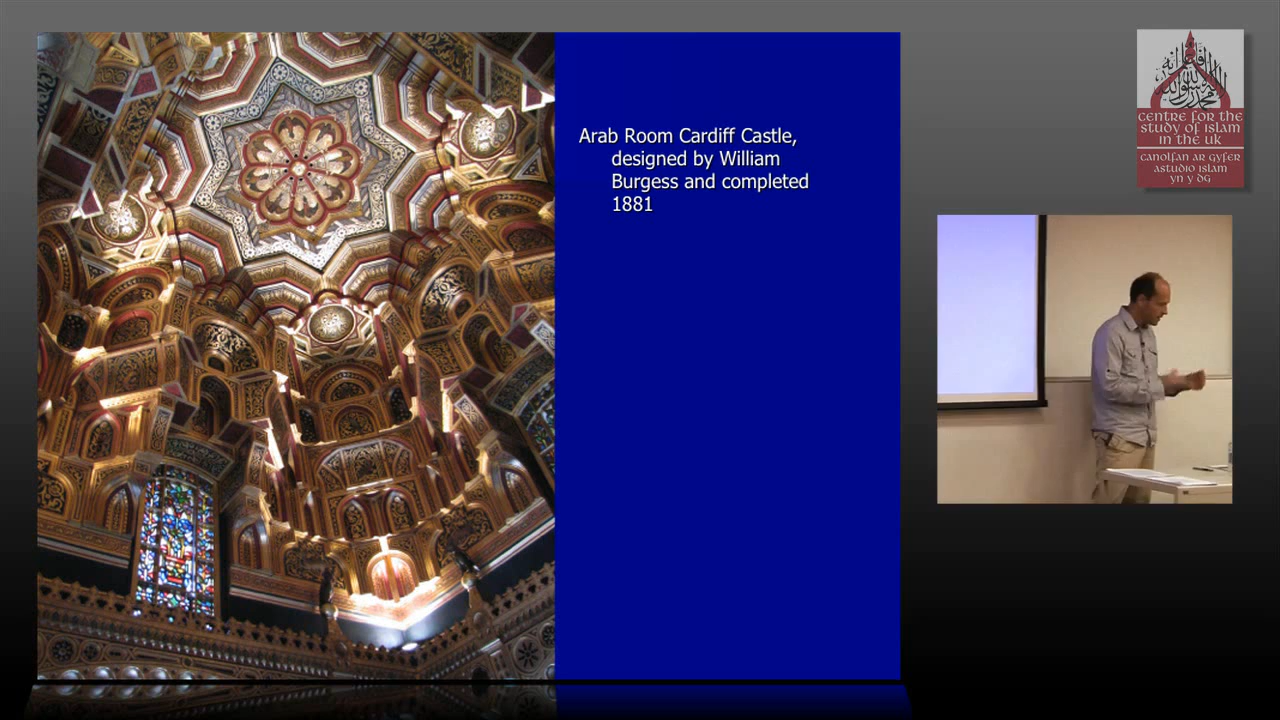 Arab Room Cardiff Castle,
designed by William
Burgess and completed
1881
centre for the
study of islam
in the uk
canolfan ar gyfer
astudio islam
yn y dg